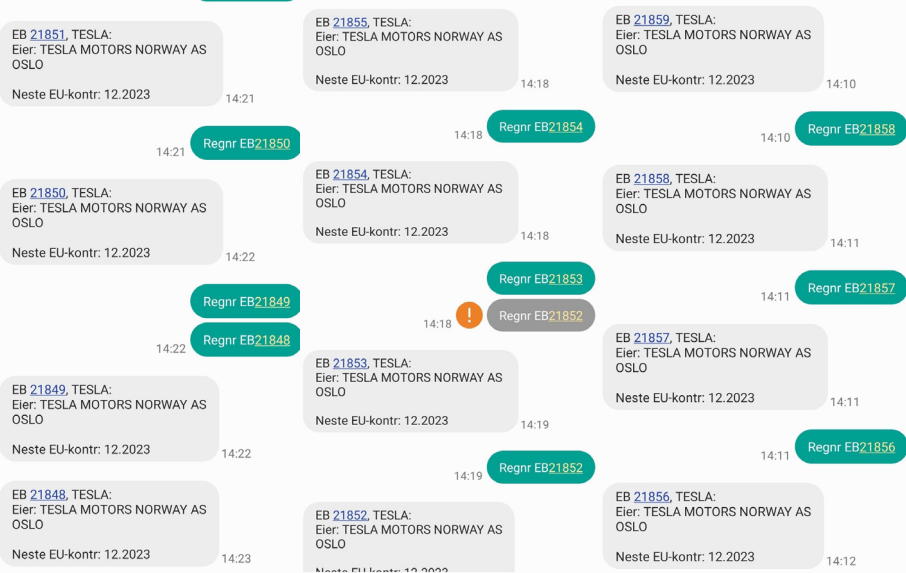 EB 21851, TESLA:
Eier: TESLA MOTORS NORWAY AS
OSLO
Neste EU-kontr: 12.2023
14:21
Regnr EB21850
14:21
EB 21850, TESLA:
Eier: TESLA MOTORS NORWAY AS
OSLO
Neste EU-kontr: 12.2023
14:22
Regnr EB21849
Regnr EB21848
14:22
EB 21849, TESLA:
Eier: TESLA MOTORS NORWAY AS
OSLO
Neste EU-kontr: 12.2023
14:22
EB 21848, TESLA:
Eier: TESLA MOTORS NORWAY AS
OSLO
Neste EU-kontr: 12.2023
14:23
EB 21855, TESLA:
Eier: TESLA MOTORS NORWAY AS
OSLO
Neste EU-kontr: 12.2023
14:18
Regnr EB21854
14:18
EB 21854, TESLA:
Eier: TESLA MOTORS NORWAY AS
OSLO
Neste EU-kontr: 12.2023
14:18
Regnr EB21853
Regnr EB21852
14:18 !
EB 21853, TESLA:
Eier: TESLA MOTORS NORWAY AS
OSLO
Neste EU-kontr: 12.2023
14:19
Regnr EB21852
14:19
EB 21852, TESLA:
Eier: TESLA MOTORS NORWAY AS
OSLO
Neste EU-kontr: 12.2023
EB 21859, TESLA:
Eier: TESLA MOTORS NORWAY AS
OSLO
Neste EU-kontr: 12.2023
14:10
Regnr EB21858
14:10
EB 21858, TESLA:
Eier: TESLA MOTORS NORWAY AS
OSLO
Neste EU-kontr: 12.2023
14:11
Regnr EB21857
14:11
EB 21857, TESLA:
Eier: TESLA MOTORS NORWAY AS
OSLO
Neste EU-kontr: 12.2023
14:11
Regnr EB21856
14:11
EB 21856, TESLA:
Eier: TESLA MOTORS NORWAY AS
OSLO
Neste EU-kontr: 12.2023
14:12